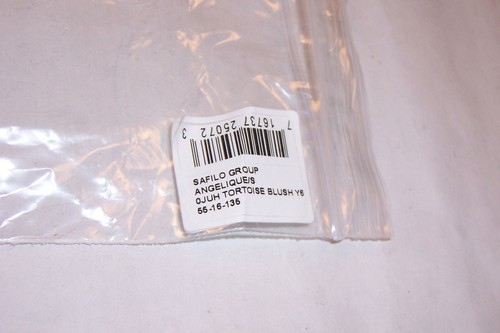 7 16737 25072 3
SAFILO GROUP
ANGELIQUE/S
0JUH TORTOISE BLUSH Y6
55-16-135